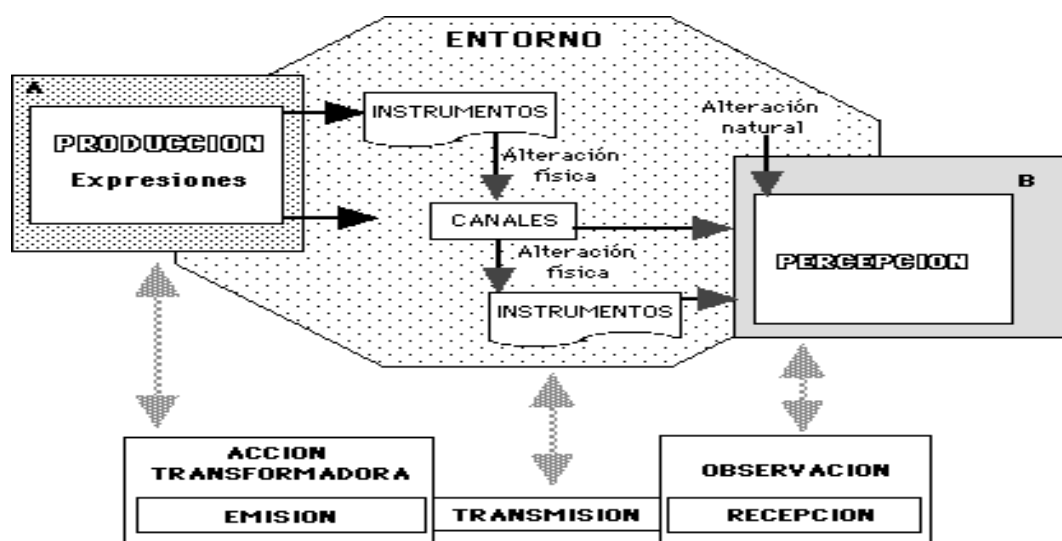 ENTORNO
A
PRODUCCION
Expresiones
INSTRUMENTOS
Alteración
física
CANALES
Alteración
física
INSTRUMENTOS
Alteración
natural
B
PERCEPCION
ACCION
TRANSFORMADORA
EMISION
TRANSMISION
OBSERVACION
RECEPCION